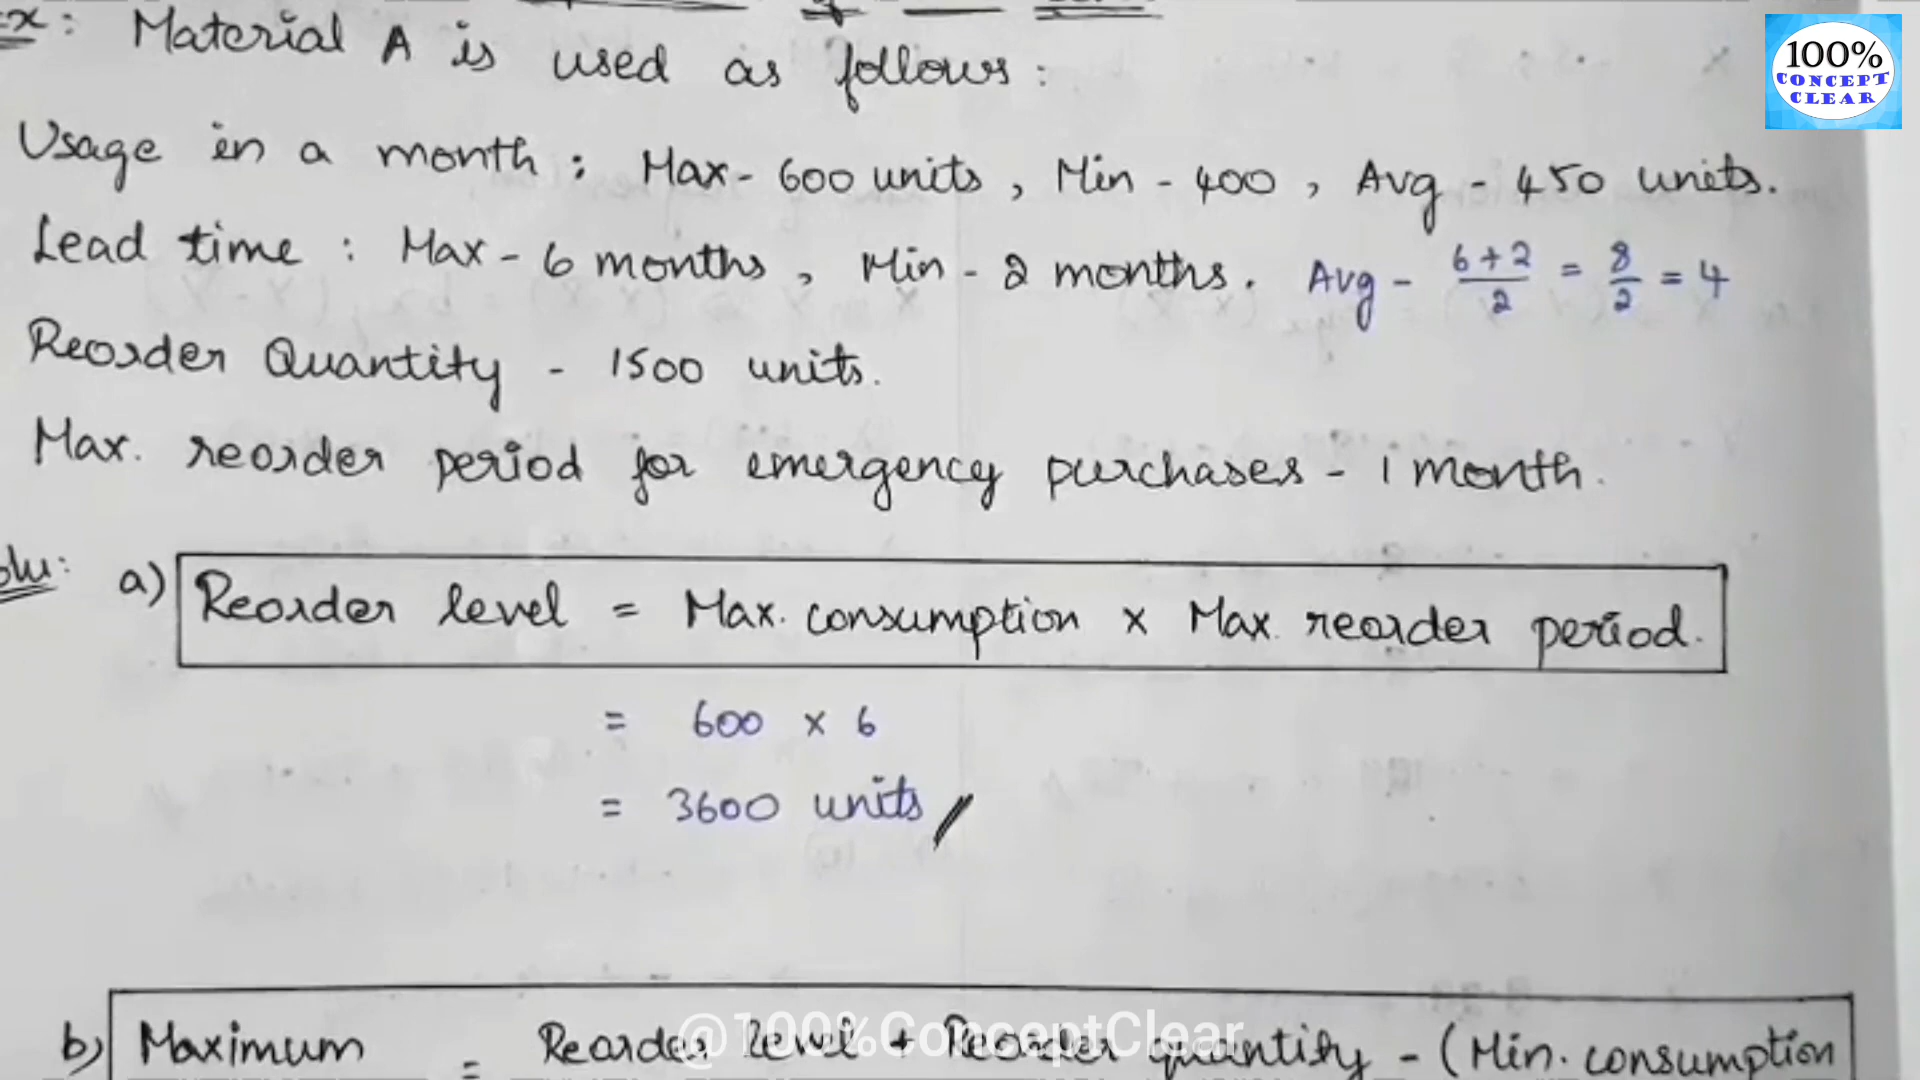 Ex: Material A is used as follows:
100%
CONCEPT
CLEAR
Usage in a month: Max - 600 units, Min - 400, Avg - 450 units.
Lead time: Max - 6 months, Min - 2 months. Avg - 6+2/2 = 8/2 = 4
Reorder Quantity - 1500 units.
Max. reorder period for emergency purchases - 1 month.
a) Reorder level = Max. consumption x Max. reorder period.
= 600 x 6
= 3600 units
b) Maximum = Reorder level + Reorder quantity - (Min. consumption
@100%ConceptClear